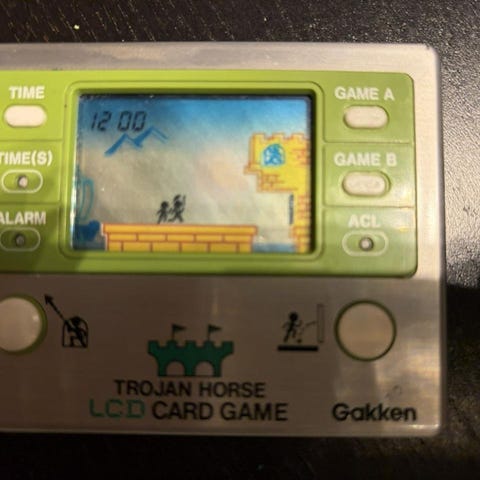 TIME
GAME A
12 00
TIME(S)
GAME B
ALARM
ACL
TROJAN HORSE
LCD CARD GAME
Gakken